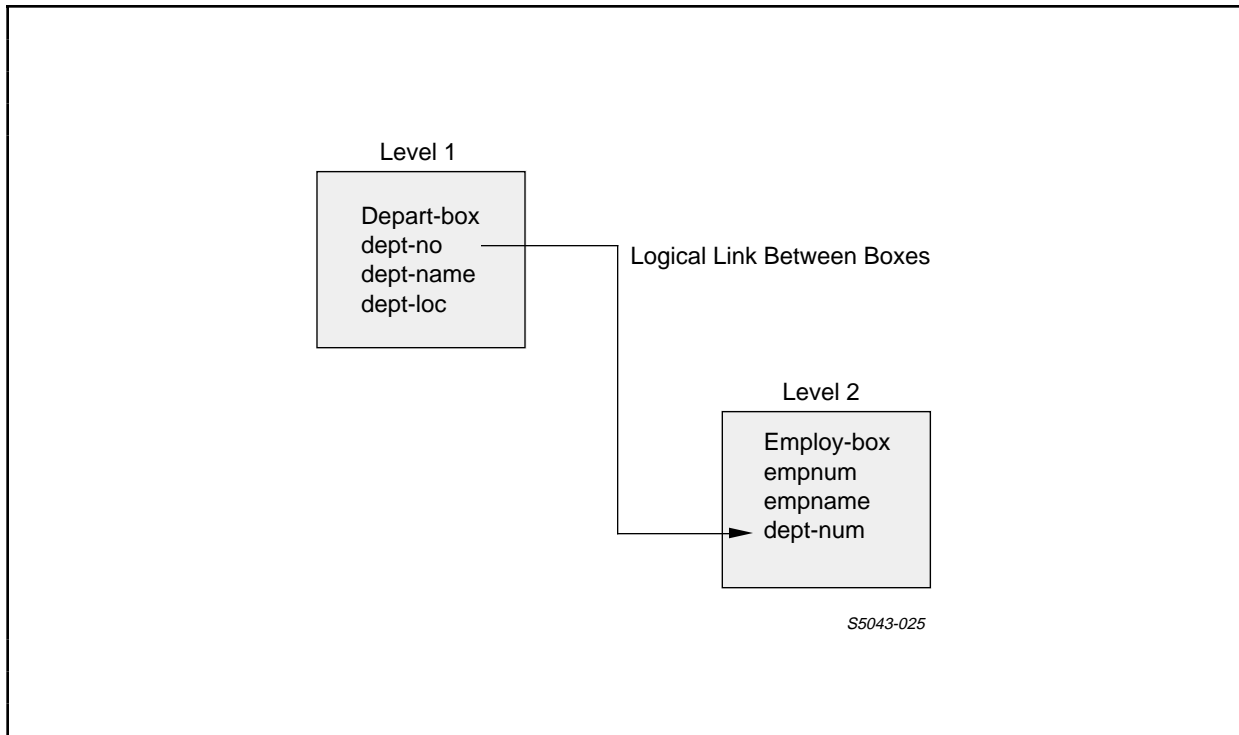 Level 1
Depart-box
dept-no
dept-name
dept-loc
Logical Link Between Boxes
Level 2
Employ-box
empnum
empname
dept-num
S5043-025